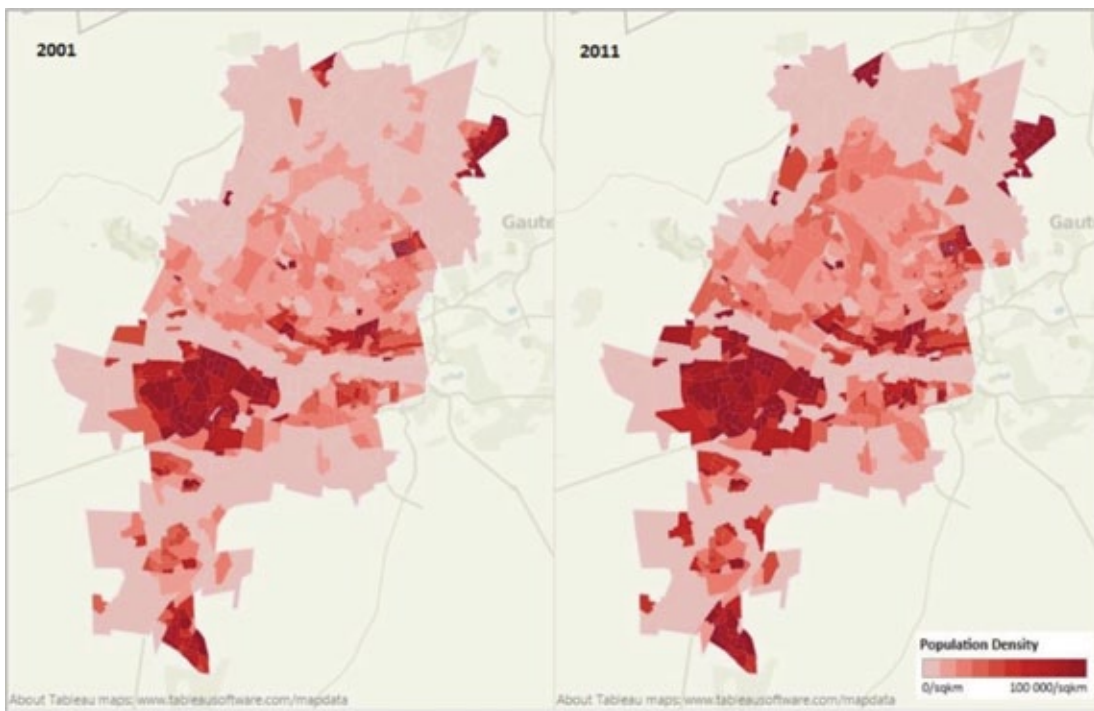 2001
2011
Gaute
Gaut
Population Density
0/sqkm
100 000/sqkm
About Tableau maps: www.tableausoftware.com/mapdata
About Tableau maps: www.tableausoftware.com/mapdata